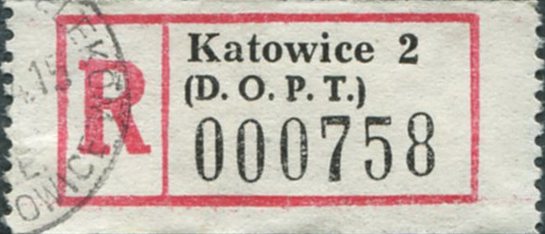 R
Katowice 2
(D. O. P. T.)
000758